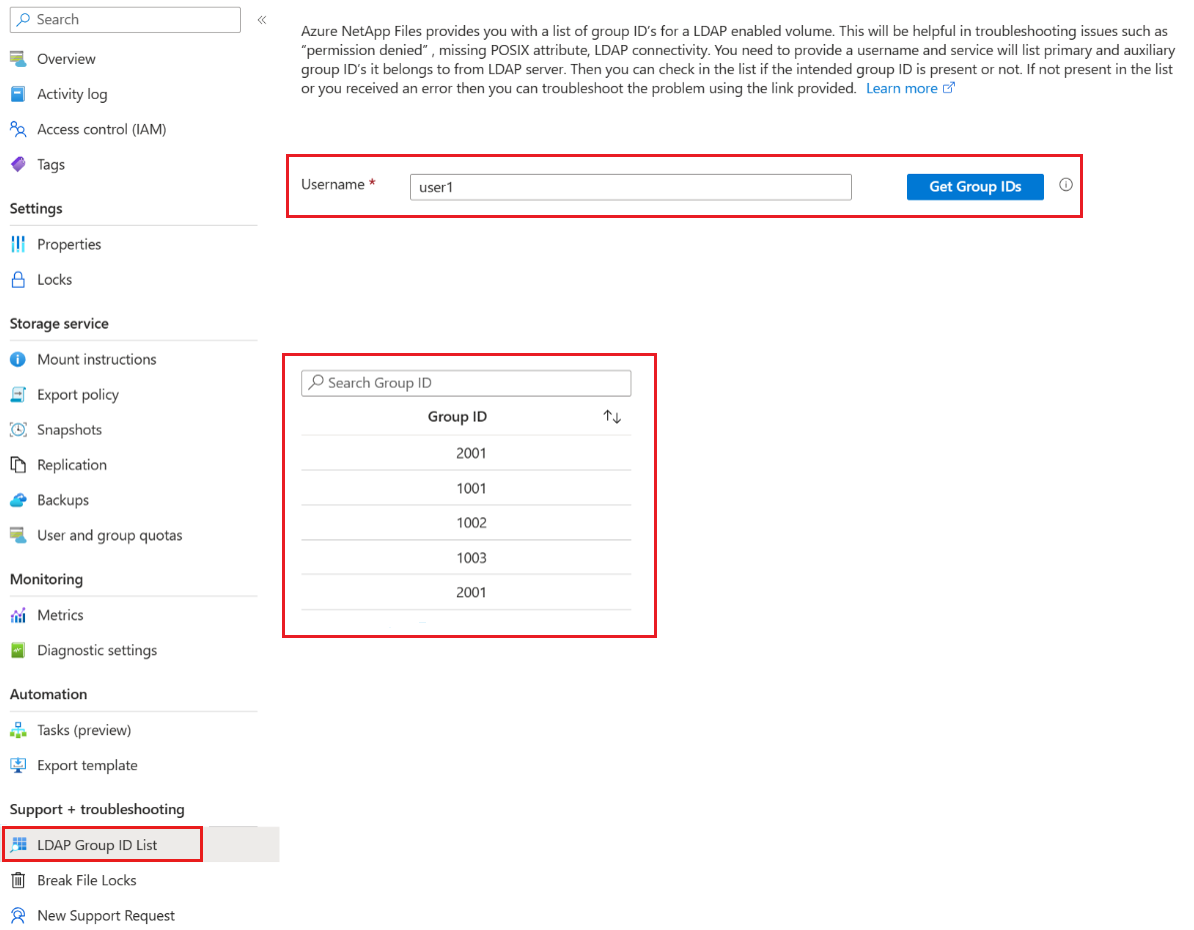 Search
Overview
Activity log
Access control (IAM)
Tags
Settings
Properties
Locks
Storage service
Mount instructions
Export policy
Snapshots
Replication
Backups
User and group quotas
Monitoring
Metrics
Diagnostic settings
Automation
Tasks (preview)
Export template
Support + troubleshooting
LDAP Group ID List
Break File Locks
New Support Request
Azure NetApp Files provides you with a list of group ID's for a LDAP enabled volume. This will be helpful in troubleshooting issues such as
“permission denied” , missing POSIX attribute, LDAP connectivity. You need to provide a username and service will list primary and auxiliary
group ID's it belongs to from LDAP server. Then you can check in the list if the intended group ID is present or not. If not present in the list
or you received an error then you can troubleshoot the problem using the link provided. Learn more
Username * user1 Get Group IDs
Search Group ID
Group ID
2001
1001
1002
1003
2001